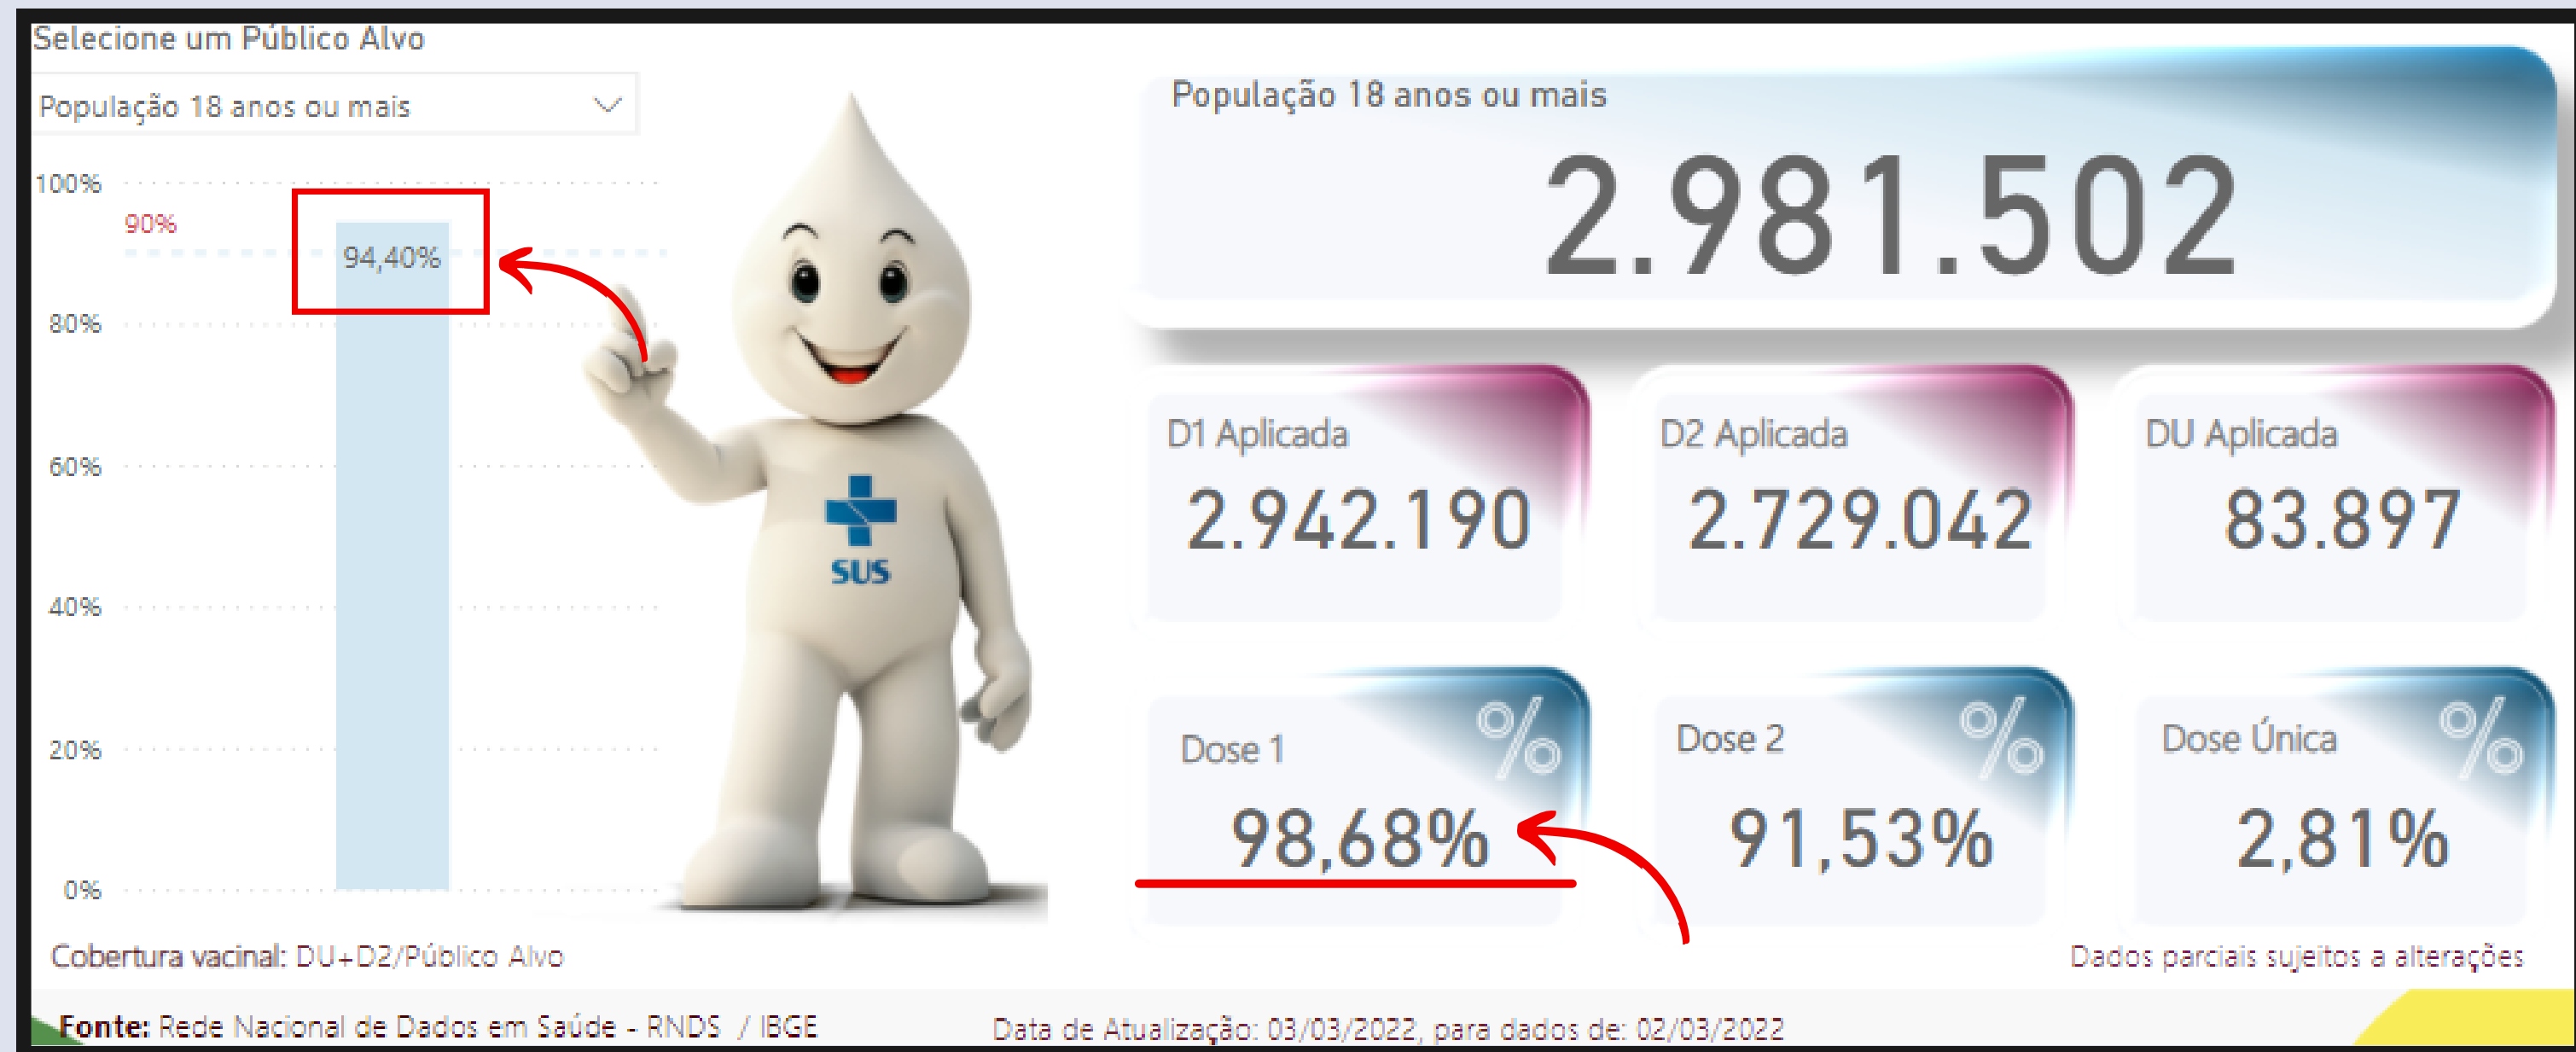 Selecione um Público Alvo
População 18 anos ou mais
100%
90%
94,40%
80%
60%
40%
20%
0%
SUS
Cobertura vacinal: DU+D2/Público Alvo
População 18 anos ou mais
2.981.502
D1 Aplicada
2.942.190
D2 Aplicada
2.729.042
DU Aplicada
83.897
Dose 1
%
98,68%
Dose 2
%
91,53%
Dose Única
%
2,81%
Dados parciais sujeitos a alterações
Fonte: Rede Nacional de Dados em Saúde - RNDS / IBGE
Data de Atualização: 03/03/2022, para dados de: 02/03/2022